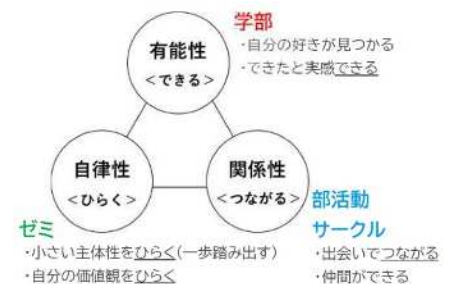 学部
・自分の好きが見つかる
・できたと実感できる
有能性
<できる>
自律性
<ひらく>
関係性
<つながる>
ゼミ
・小さい主体性をひらく(一歩踏み出す)
・自分の価値観をひらく
部活動
サークル
・出会いでつながる
・仲間ができる